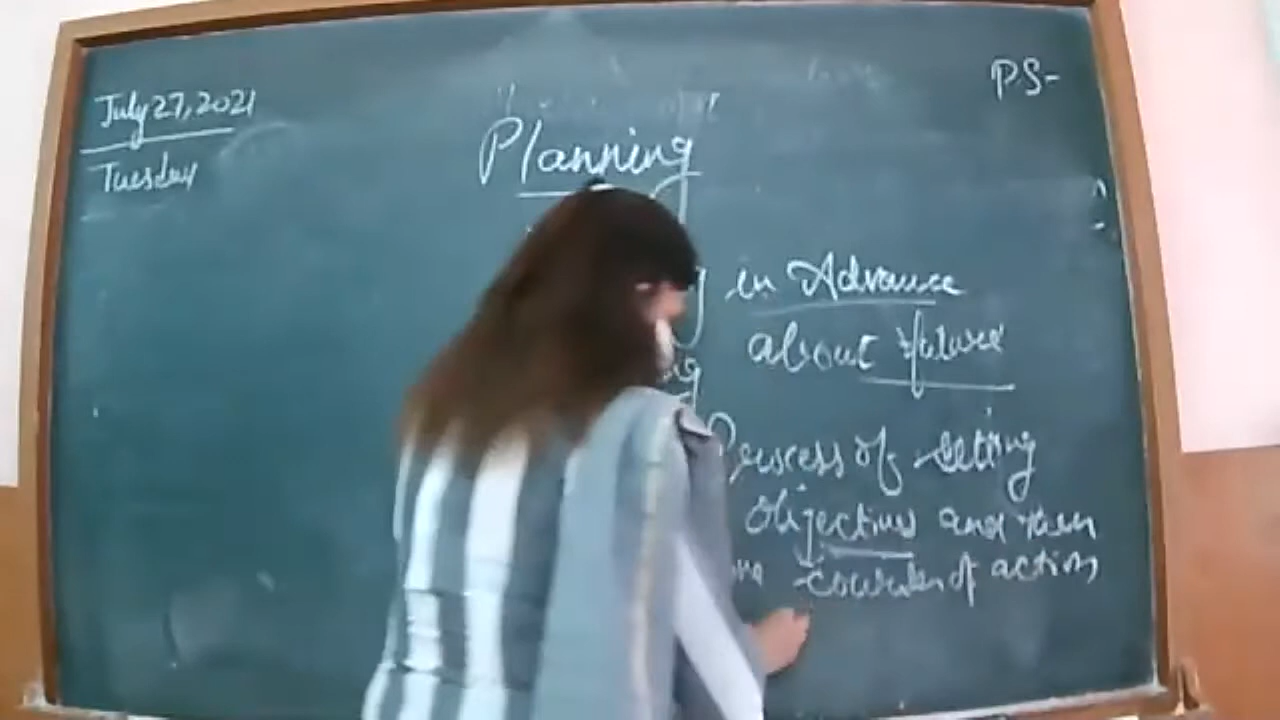 July 27, 2021
Tuesday
PS-
Planning
in Advance
about future
Process of setting
objectives and then
courses of action